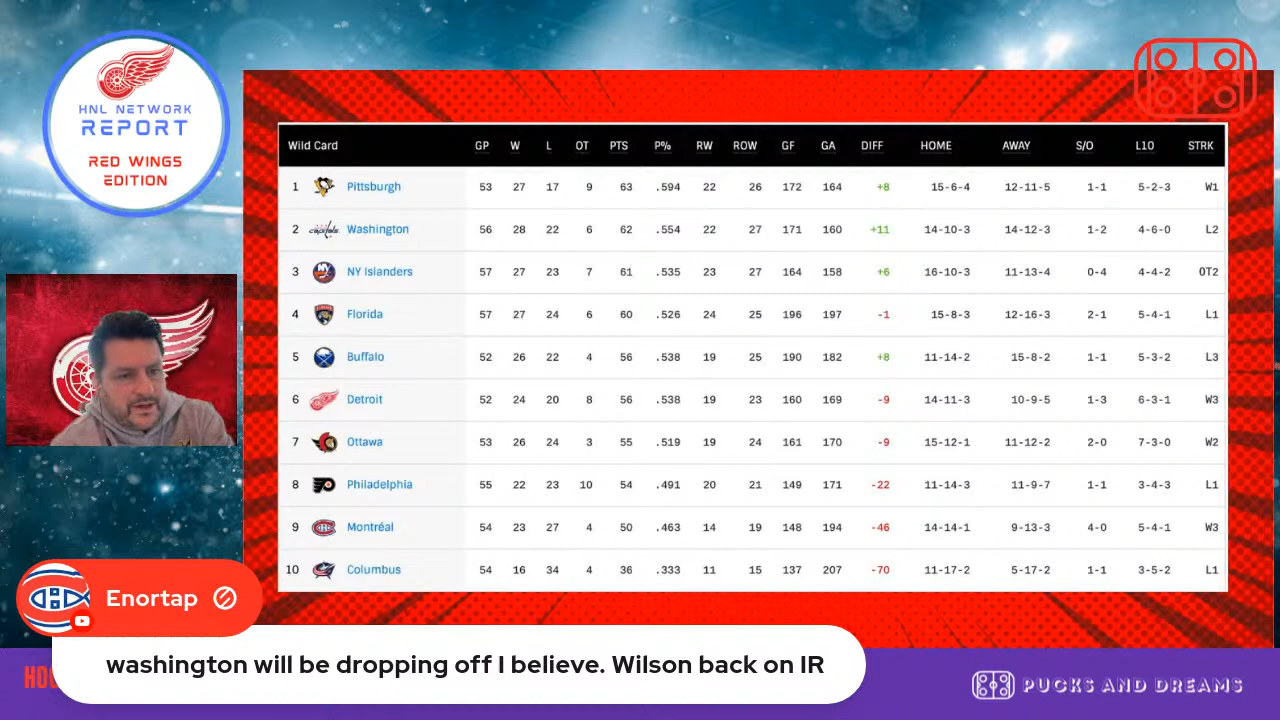 HNL NETWORK
REPORT
RED WINGS
EDITION
Wild Card GP W L OT PTS P% RW ROW GF GA DIFF HOME AWAY S/O L10 STRK
1 Pittsburgh 53 27 17 9 63 .594 22 26 172 164 +8 15-6-4 12-11-5 1-1 5-2-3 W1
2 capitals Washington 56 28 22 6 62 .554 22 27 171 160 +11 14-10-3 14-12-3 1-2 4-6-0 L2
3 NY Islanders 57 27 23 7 61 .535 23 27 164 158 +6 16-10-3 11-13-4 0-4 4-4-2 OT2
4 Florida 57 27 24 6 60 .526 24 25 196 197 -1 15-8-3 12-16-3 2-1 5-4-1 L1
5 Buffalo 52 26 22 4 56 .538 19 25 190 182 +8 11-14-2 15-8-2 1-1 5-3-2 L3
6 Detroit 52 24 20 8 56 .538 19 23 160 169 -9 14-11-3 10-9-5 1-3 6-3-1 W3
7 Ottawa 53 26 24 3 55 .519 19 24 161 170 -9 15-12-1 11-12-2 2-0 7-3-0 W2
8 Philadelphia 55 22 23 10 54 .491 20 21 149 171 -22 11-14-3 11-9-7 1-1 3-4-3 L1
9 Montréal 54 23 27 4 50 .463 14 19 148 194 -46 14-14-1 9-13-3 4-0 5-4-1 W3
10 Columbus 54 16 34 4 36 .333 11 15 137 207 -70 11-17-2 5-17-2 1-1 3-5-2 L1
Enortap
washington will be dropping off I believe. Wilson back on IR
PUCKS AND DREAMS